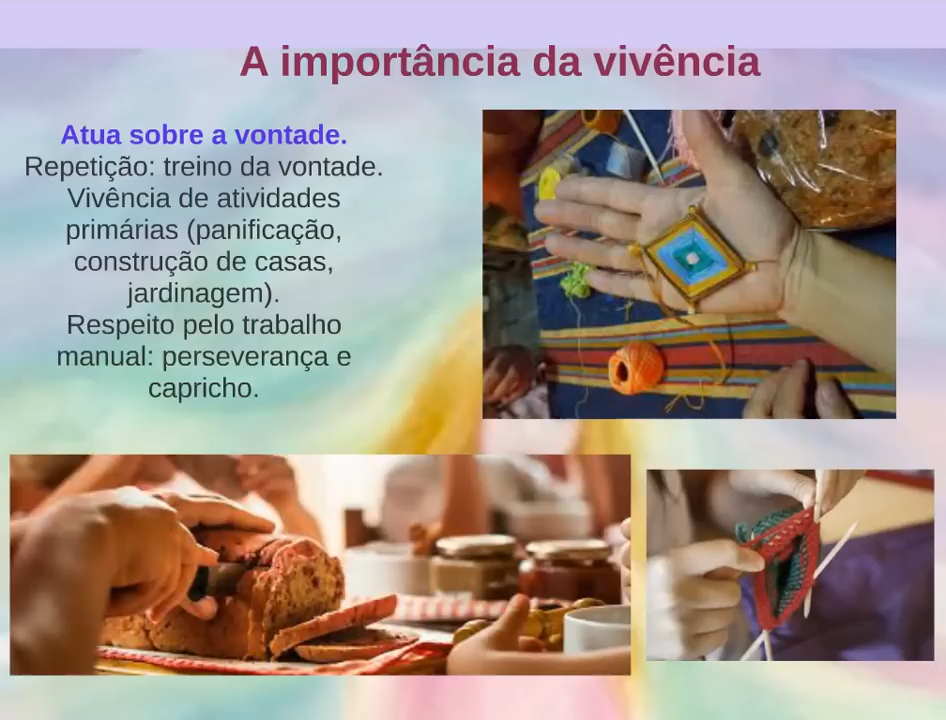 A importância da vivência
Atua sobre a vontade.
Repetição: treino da vontade.
Vivência de atividades
primárias (panificação,
construção de casas,
jardinagem).
Respeito pelo trabalho
manual: perseverança e
capricho.